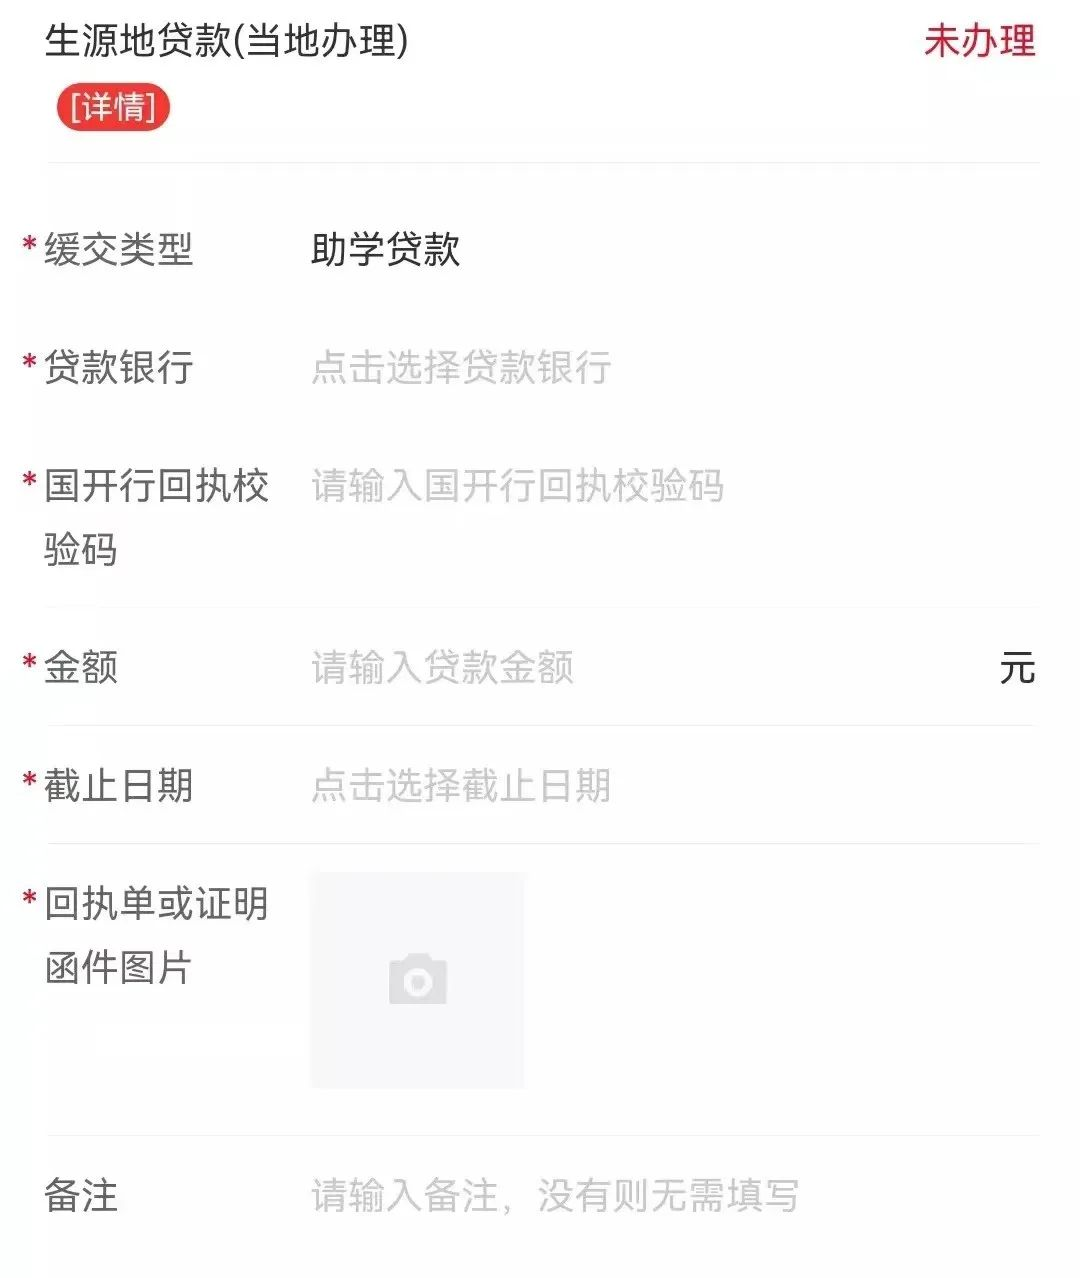 生源地贷款(当地办理) 未办理
[详情]
*缓交类型 助学贷款
*贷款银行 点击选择贷款银行
*国开行回执校 请输入国开行回执校验码
验码
*金额 请输入贷款金额 元
*截止日期 点击选择截止日期
*回执单或证明
函件图片
备注 请输入备注，没有则无需填写